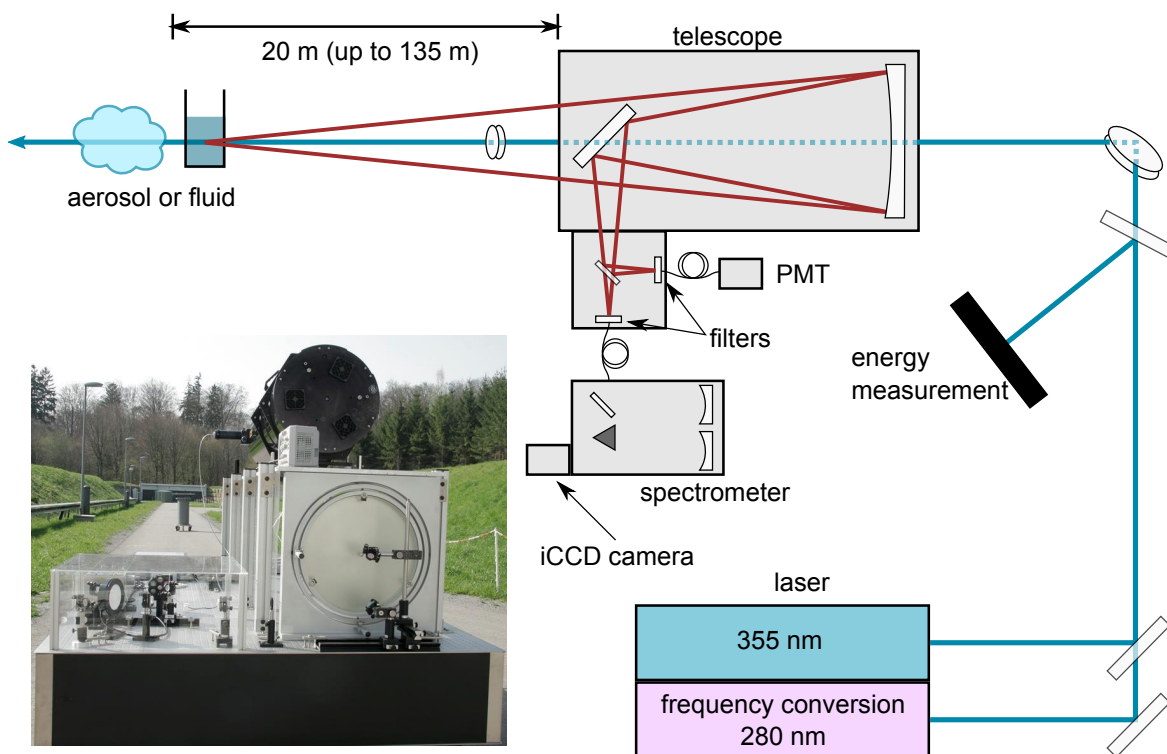 telescope
20 m (up to 135 m)
aerosol or fluid
PMT
filters
energy
measurement
spectrometer
iCCD camera
laser
355 nm
frequency conversion
280 nm